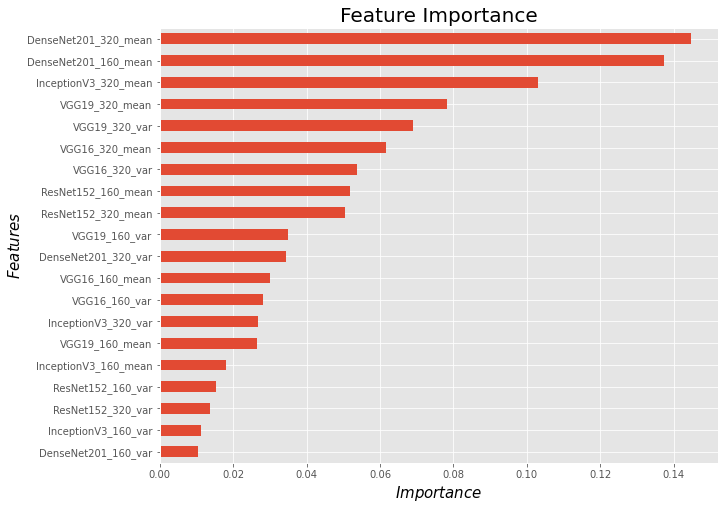 Feature Importance
DenseNet201_320_mean
DenseNet201_160_mean
InceptionV3_320_mean
VGG19_320_mean
VGG19_320_var
VGG16_320_mean
VGG16_320_var
ResNet152_160_mean
ResNet152_320_mean
VGG19_160_var
DenseNet201_320_var
VGG16_160_mean
VGG16_160_var
InceptionV3_320_var
VGG19_160_mean
InceptionV3_160_mean
ResNet152_160_var
ResNet152_320_var
InceptionV3_160_var
DenseNet201_160_var
Features
0.00 0.02 0.04 0.06 0.08 0.10 0.12 0.14
Importance